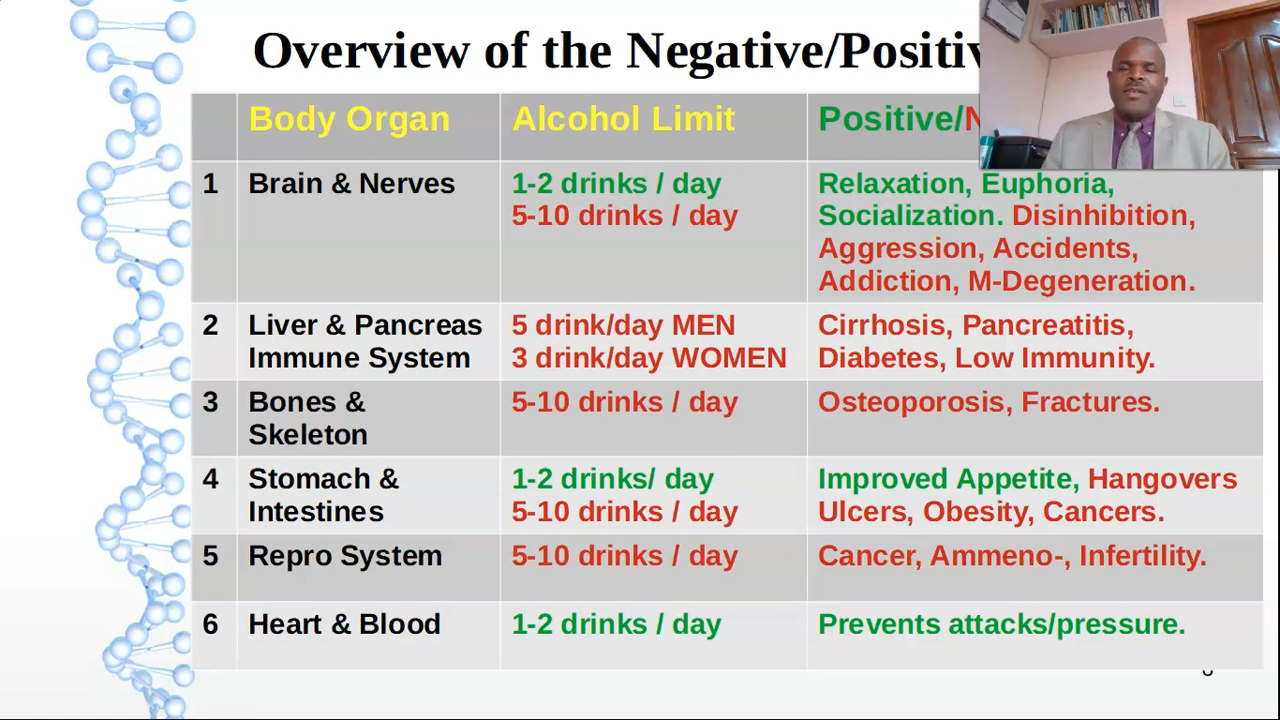 Overview of the Negative/Positiv
Body Organ Alcohol Limit Positive/N
1 Brain & Nerves 1-2 drinks / day Relaxation, Euphoria,
5-10 drinks / day Socialization. Disinhibition,
Aggression, Accidents,
Addiction, M-Degeneration.
2 Liver & Pancreas 5 drink/day MEN Cirrhosis, Pancreatitis,
Immune System 3 drink/day WOMEN Diabetes, Low Immunity.
3 Bones & 5-10 drinks / day Osteoporosis, Fractures.
Skeleton
4 Stomach & 1-2 drinks/ day Improved Appetite, Hangovers
Intestines 5-10 drinks / day Ulcers, Obesity, Cancers.
5 Repro System 5-10 drinks / day Cancer, Ammeno-, Infertility.
6 Heart & Blood 1-2 drinks / day Prevents attacks/pressure.